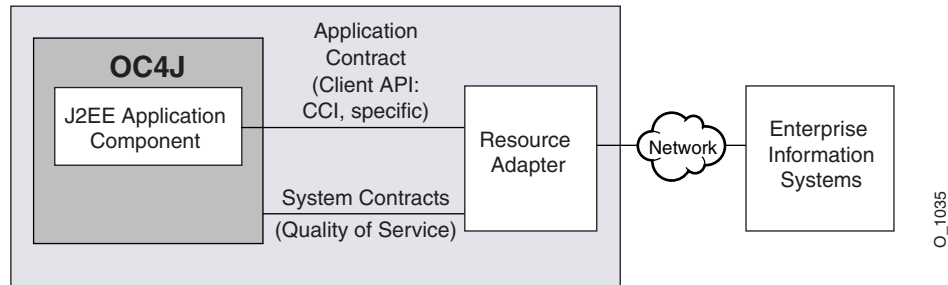 OC4J
J2EE Application
Component
Application
Contract
(Client API:
CCI, specific)
System Contracts
(Quality of Service)
Resource
Adapter
Network
Enterprise
Information
Systems
O_1035